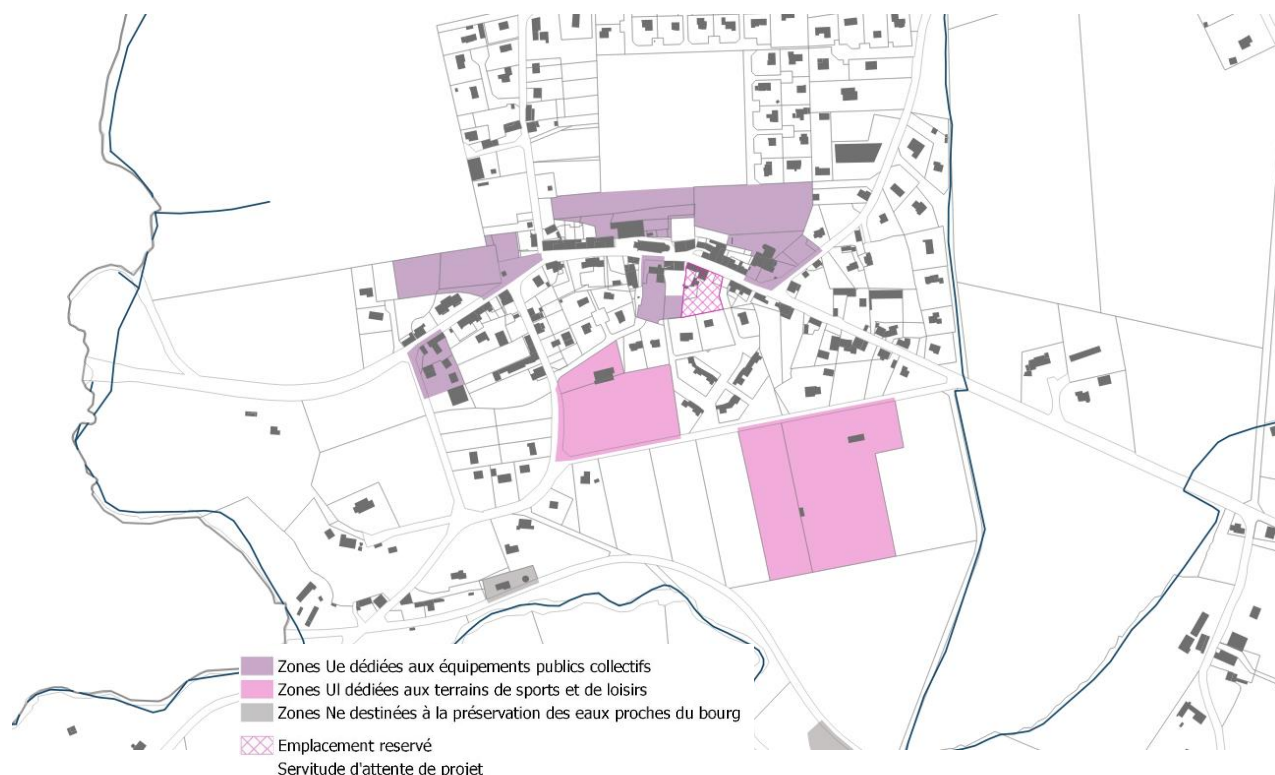 Zones Ue dédiées aux équipements publics collectifs
Zones Ul dédiées aux terrains de sports et de loisirs
Zones Ne destinées à la préservation des eaux proches du bourg
Emplacement reservé
Servitude d'attente de projet